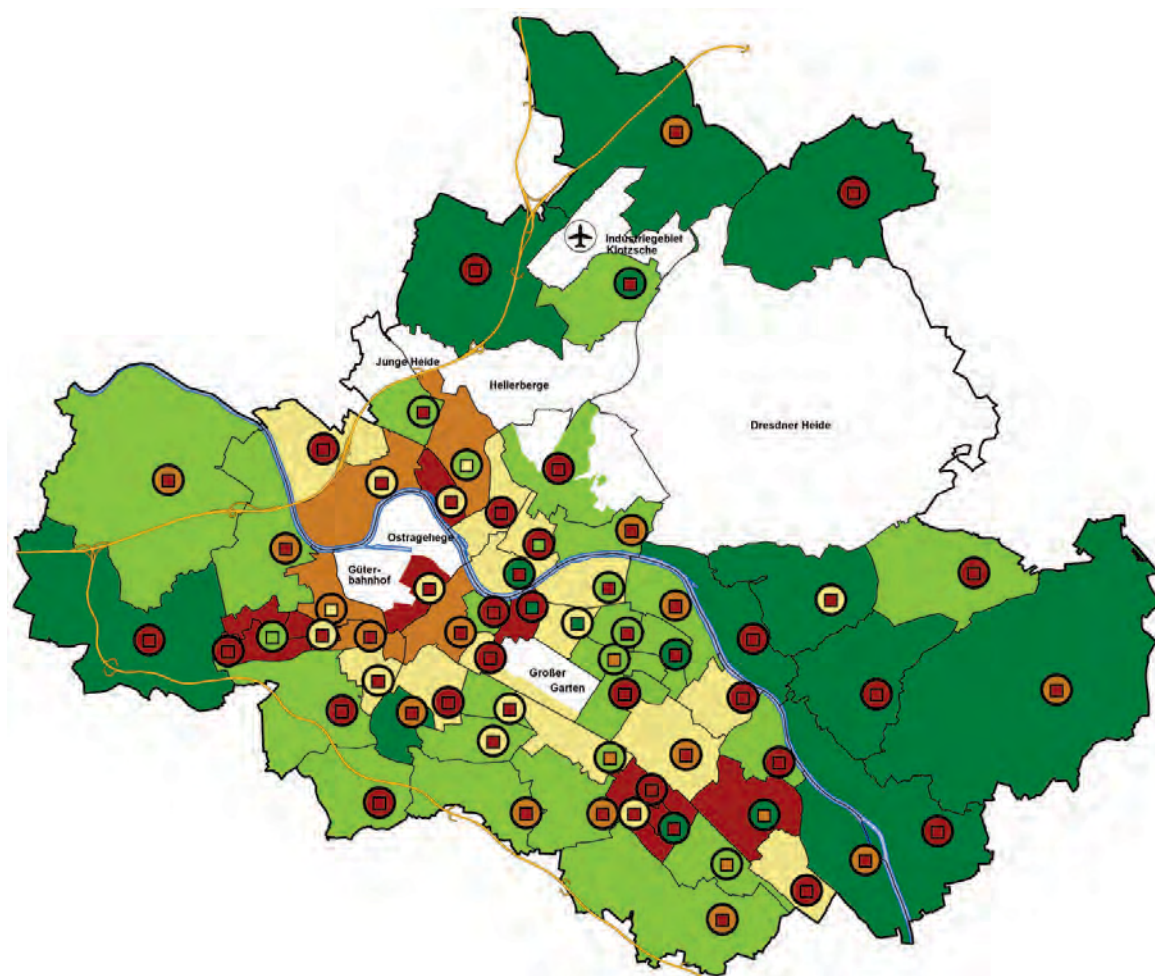 Industriegebiet
Klotzsche
Junge Heide
Hellerberge
Dresdner Heide
Ostragehege
Güter-
bahnhof
Großer
Garten